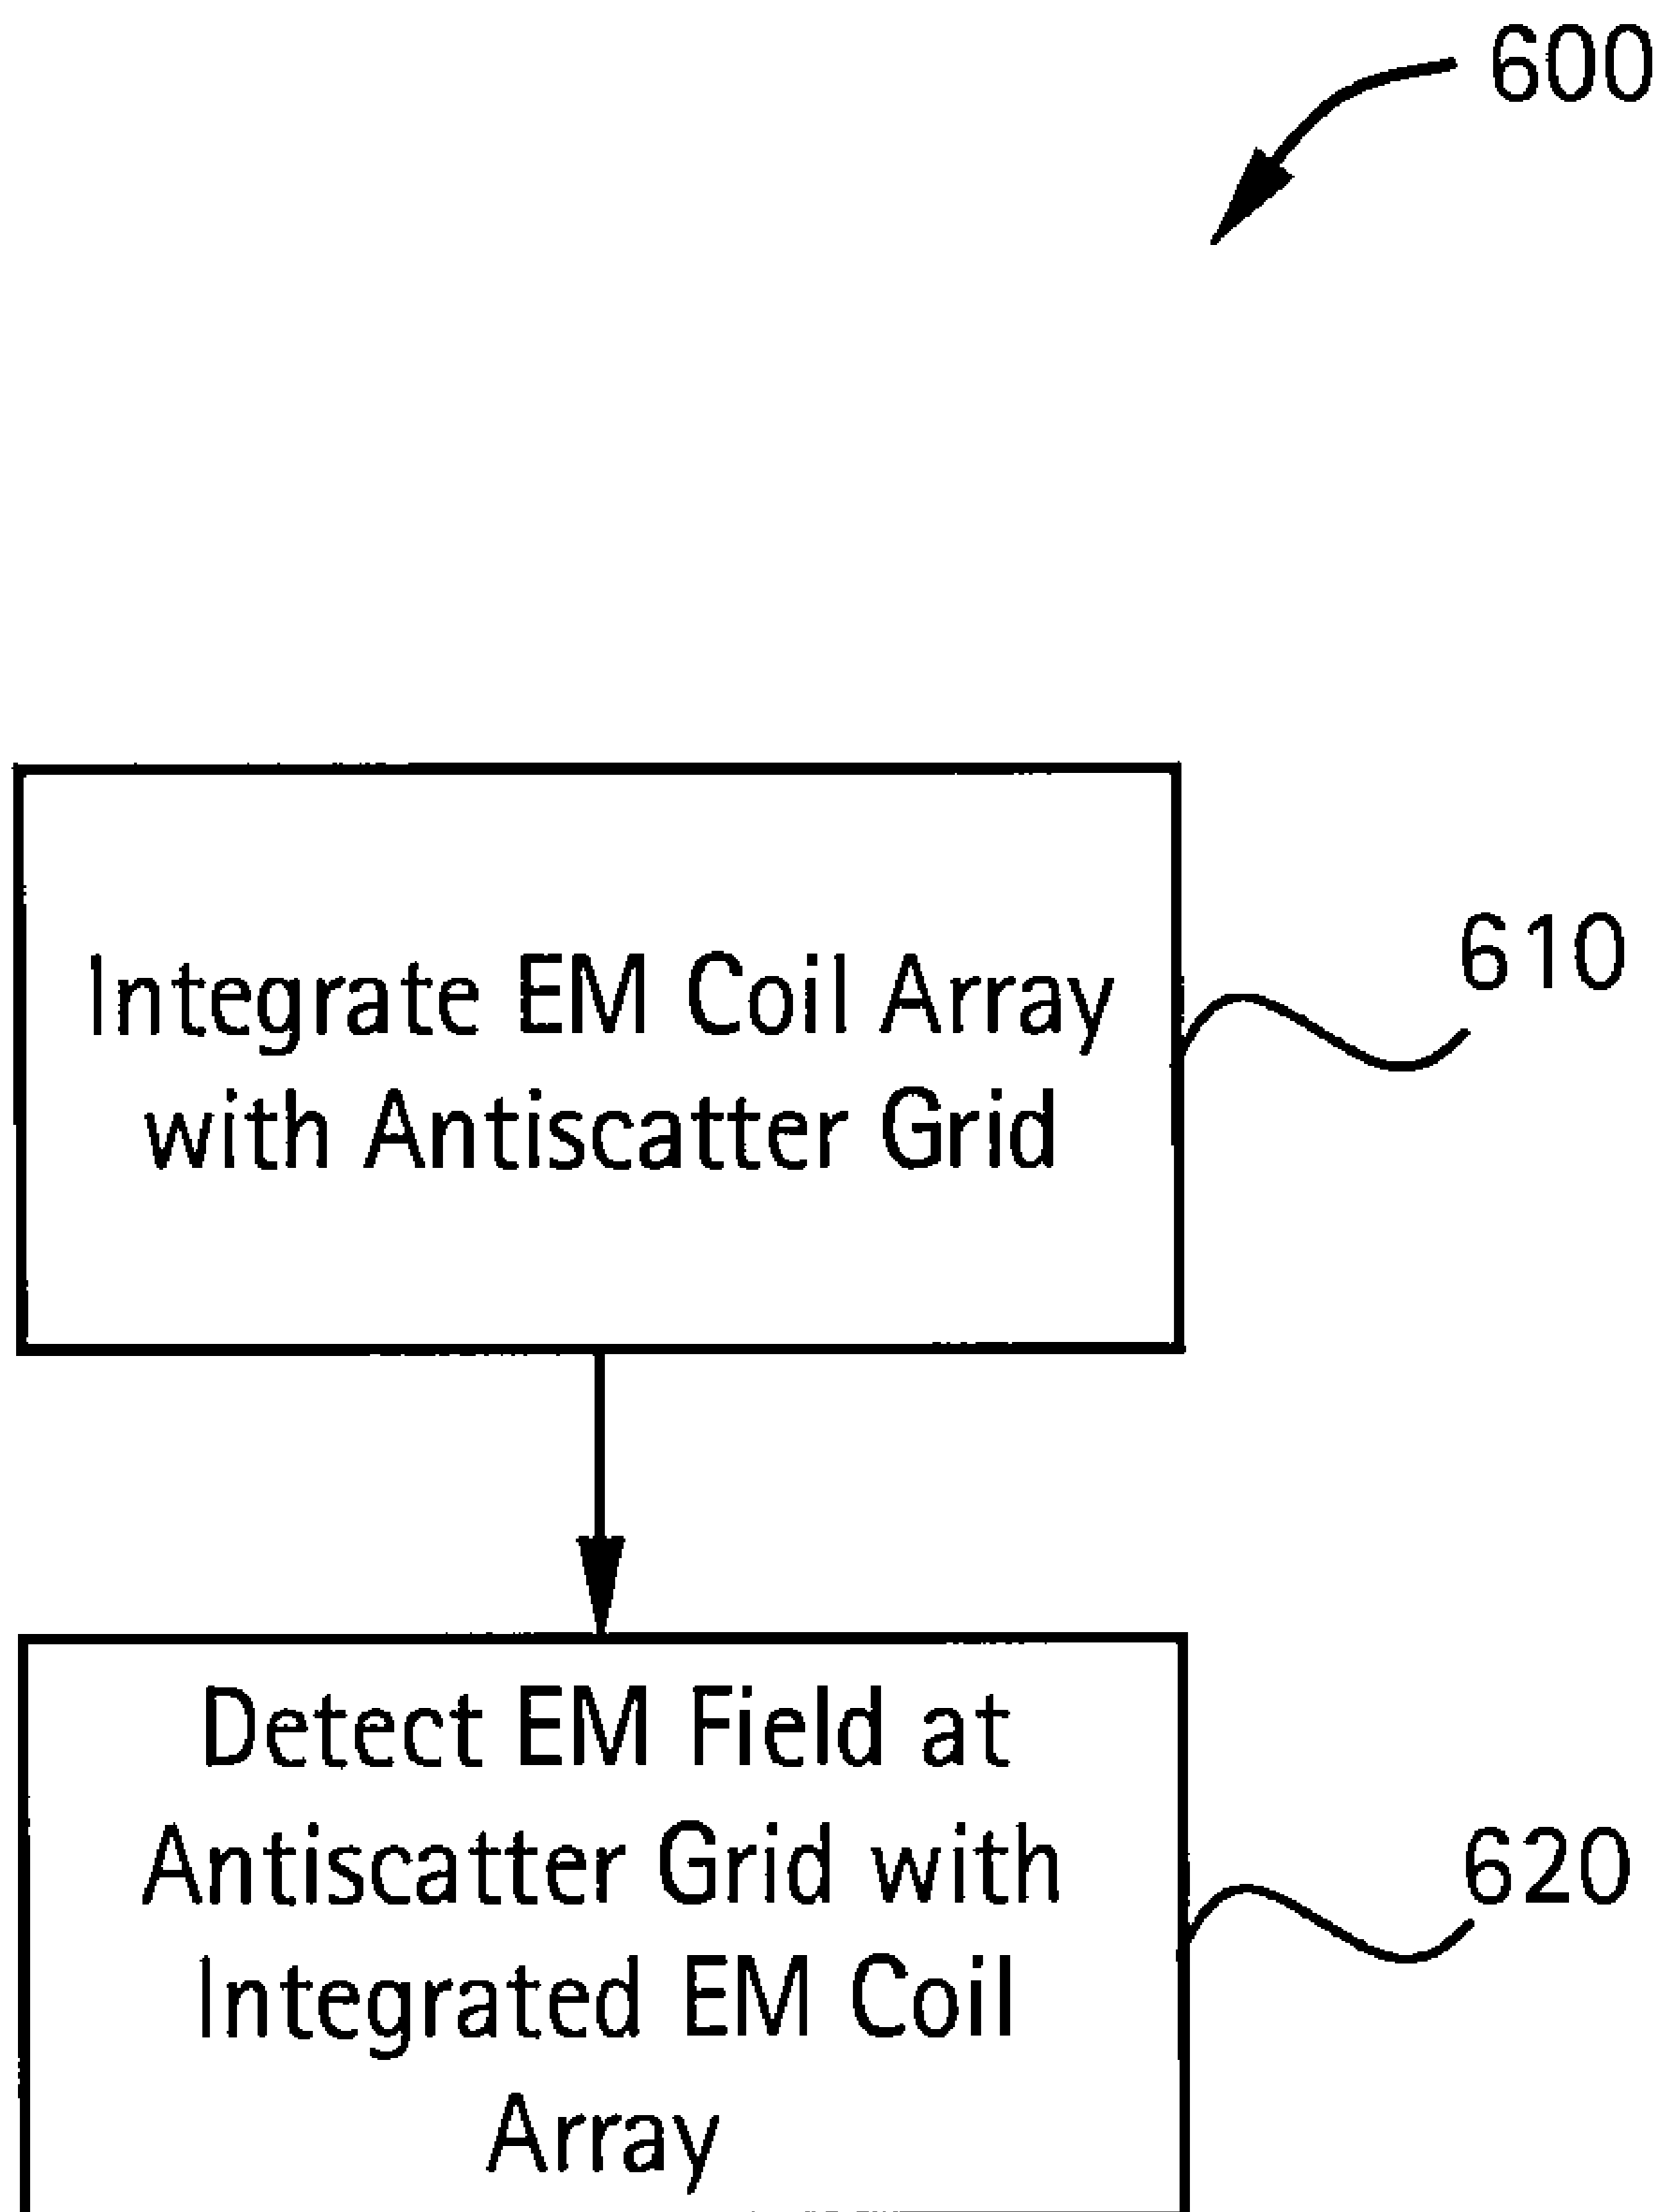 600
Integrate EM Coil Array
with Antiscatter Grid
610
Detect EM Field at
Antiscatter Grid with
Integrated EM Coil
Array
620